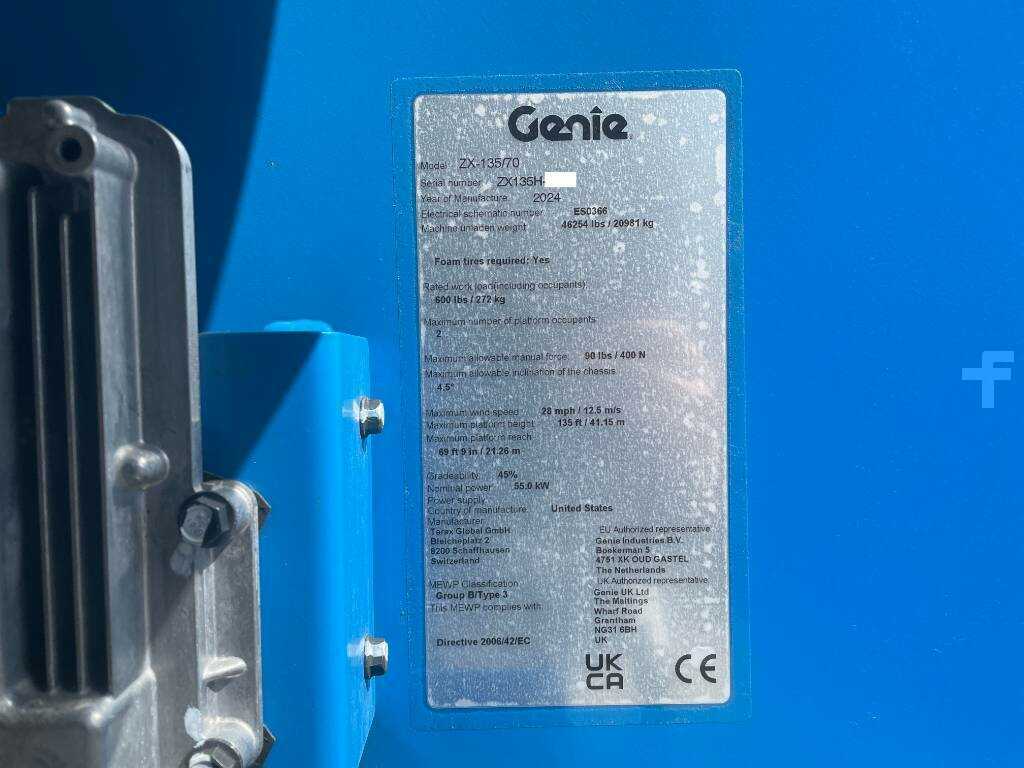 Genie
Model ZX-135/70
Serial number ZX135H-
Year of Manufacture 2024
Electrical schematic number ES0366
Machine unladen weight 46254 lbs / 20981 kg
Foam tires required: Yes
Rated work load(including occupants)
600 lbs / 272 kg
Maximum number of platform occupants
2
Maximum allowable manual force 90 lbs / 400 N
Maximum allowable inclination of the chassis
4.5°
Maximum wind speed 28 mph / 12.5 m/s
Maximum platform height 135 ft / 41.15 m
Maximum platform reach
69 ft 9 in / 21.26 m
Gradeability 45%
Nominal power 55.0 kW
Power supply
Country of manufacture United States
Manufacturer
Terex Global GmbH
Bleicheplatz 2
8200 Schaffhausen
Switzerland
EU Authorized representative
Genie Industries B.V.
Boekerman 5
4751 XK OUD GASTEL
The Netherlands
UK Authorized representative
Genie UK Ltd
The Maltings
Wharf Road
Grantham
NG31 6BH
UK
MEWP Classification
Group B/Type 3
This MEWP complies with
Directive 2006/42/EC
UK
CA
CE
f